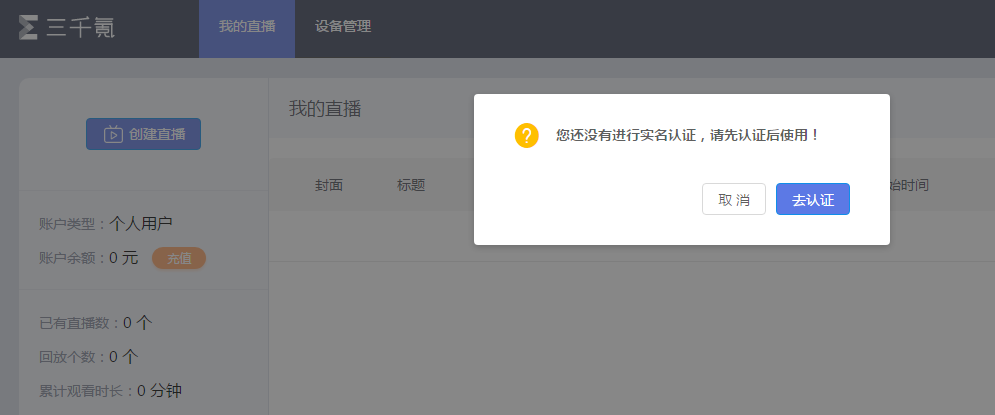 三千氪
我的直播 设备管理
创建直播
账户类型：个人用户
账户余额：0 元 充值
已有直播数：0 个
回放个数：0 个
累计观看时长：0 分钟
我的直播
封面 标题 始时间
您还没有进行实名认证，请先认证后使用！
取 消 去认证